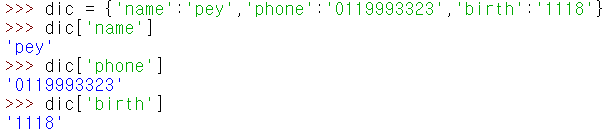 >>> dic = {'name':'pey','phone':'0119993323','birth':'1118'}
>>> dic['name']
'pey'
>>> dic['phone']
'0119993323'
>>> dic['birth']
'1118'